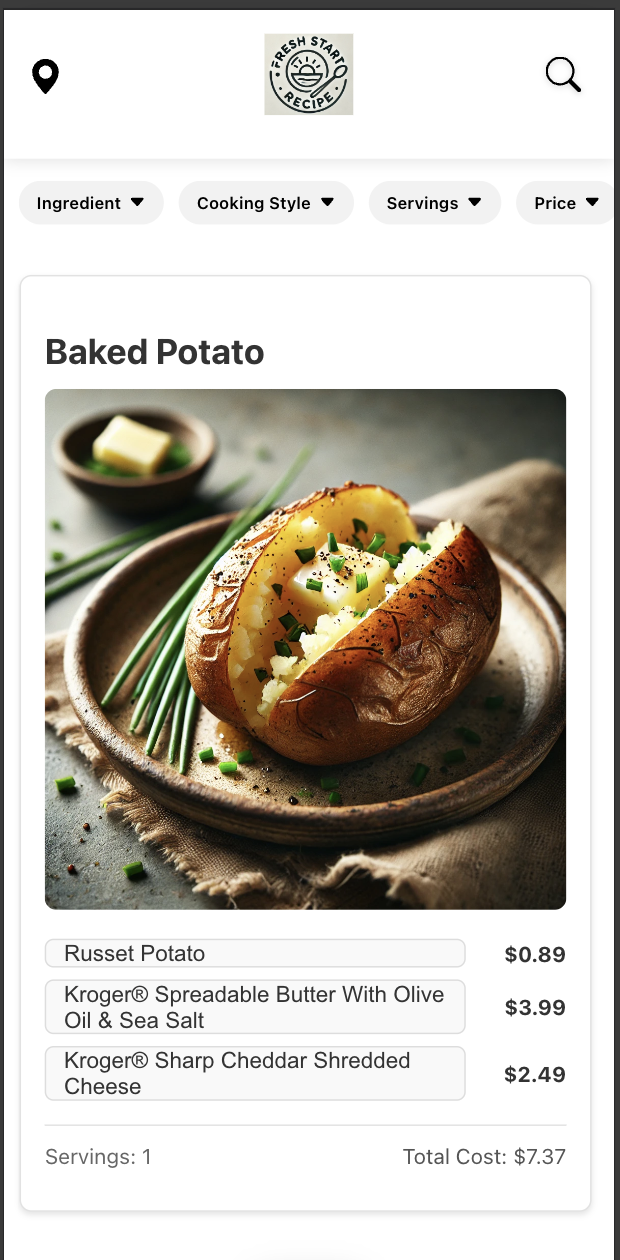 FRESH START
RECIPE
Ingredient
Cooking Style
Servings
Price
Baked Potato
Russet Potato
$0.89
Kroger® Spreadable Butter With Olive
Oil & Sea Salt
$3.99
Kroger® Sharp Cheddar Shredded
Cheese
$2.49
Servings: 1
Total Cost: $7.37